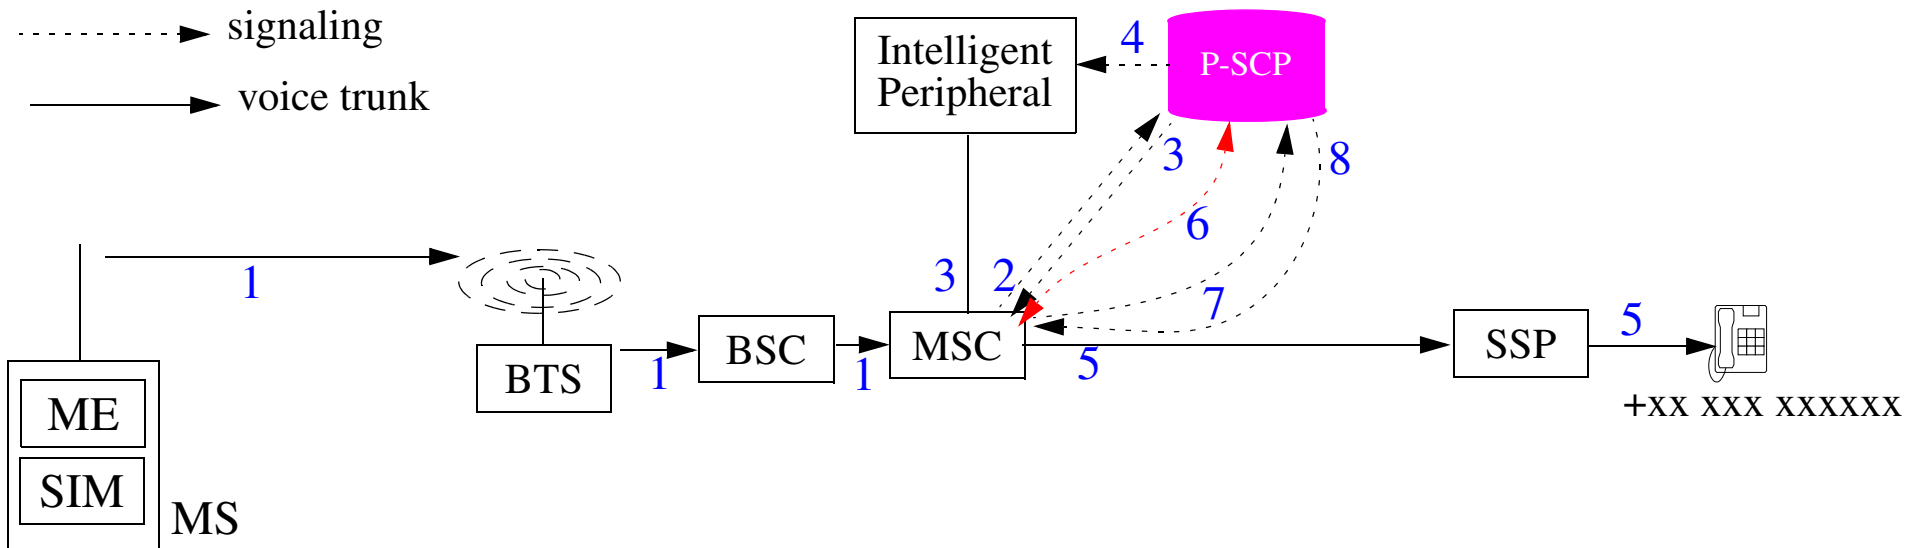 signaling
voice trunk
Intelligent
Peripheral
4
P-SCP
3
8
6
1
3
2
7
5
MSC
5
SSP
BSC
1
1
BTS
+xx xxx xxxxxx
ME
SIM
MS